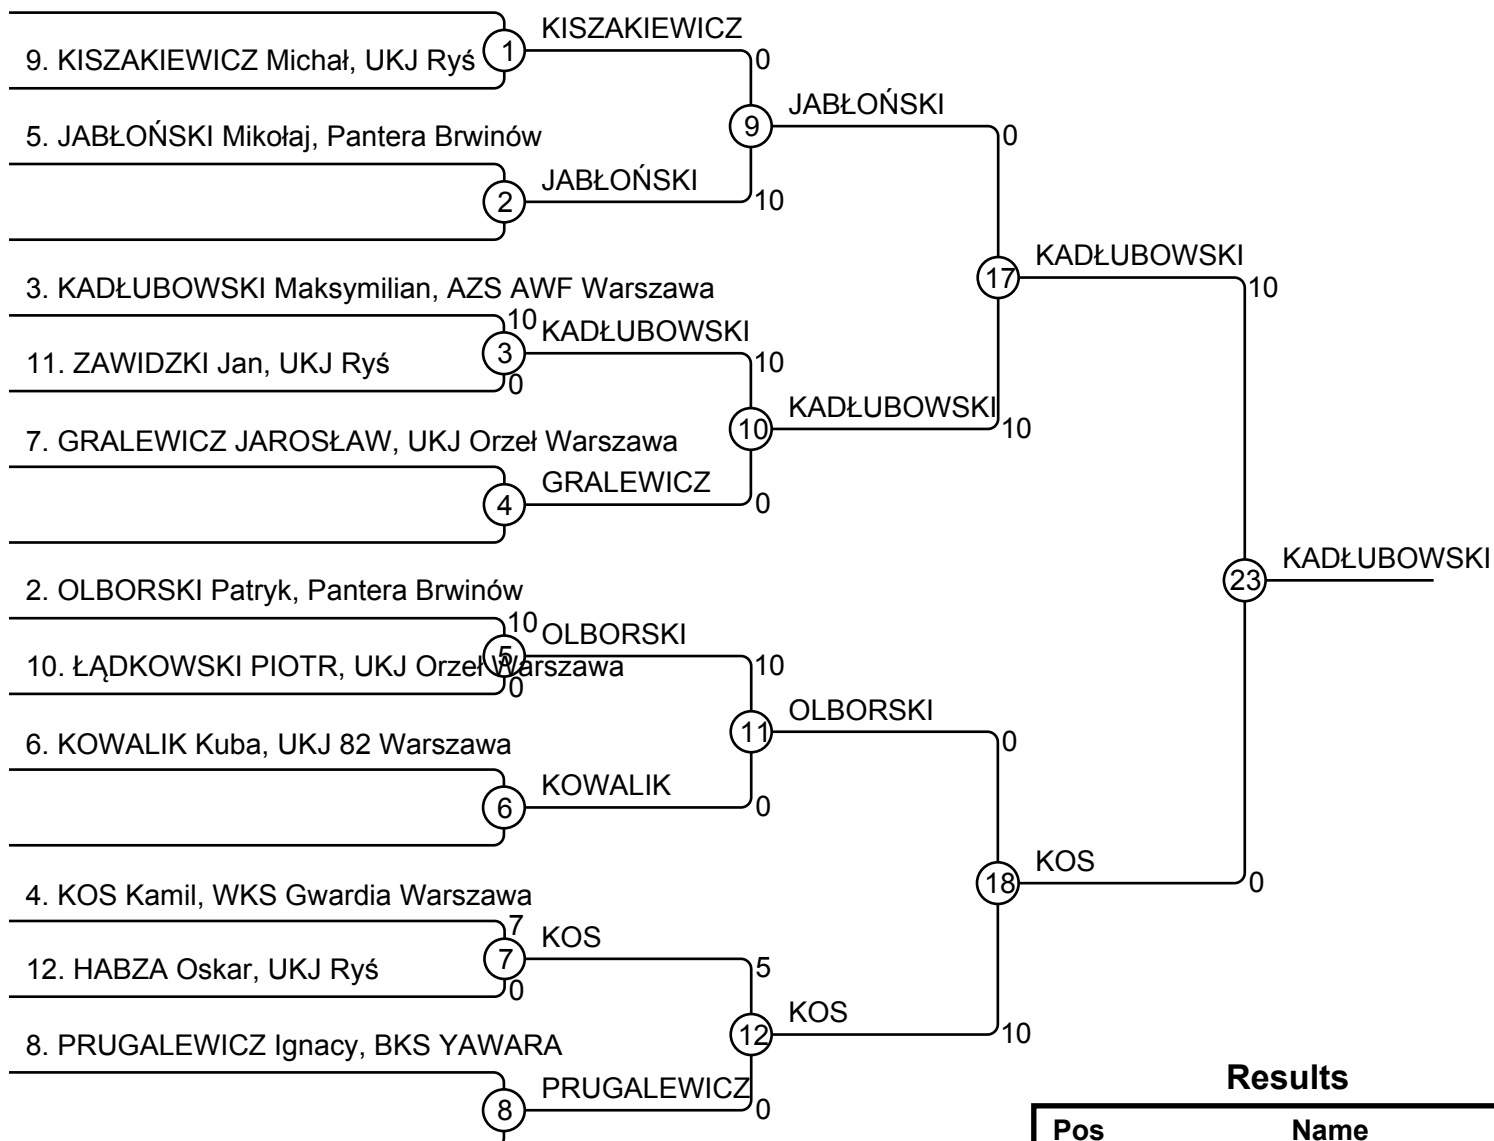 KISZAKIEWICZ
9. KISZAKIEWICZ Michał, UKJ Ryś
1
0
JABŁOŃSKI
9
5. JABŁOŃSKI Mikołaj, Pantera Brwinów
0
JABŁOŃSKI
2
10
KADŁUBOWSKI
17
3. KADŁUBOWSKI Maksymilian, AZS AWF Warszawa
10
10
KADŁUBOWSKI
3
11. ZAWIDZKI Jan, UKJ Ryś
10
0
KADŁUBOWSKI
10
10
7. GRALEWICZ JAROSŁAW, UKJ Orzeł Warszawa
GRALEWICZ
4
0
KADŁUBOWSKI
23
2. OLBORSKI Patryk, Pantera Brwinów
10
OLBORSKI
5
10. ŁĄDKOWSKI PIOTR, UKJ Orzeł Warszawa
10
0
OLBORSKI
11
0
6. KOWALIK Kuba, UKJ 82 Warszawa
KOWALIK
6
0
KOS
18
0
4. KOS Kamil, WKS Gwardia Warszawa
7
KOS
7
12. HABZA Oskar, UKJ Ryś
5
0
KOS
12
10
8. PRUGALEWICZ Ignacy, BKS YAWARA
PRUGALEWICZ
8
0
Results
Pos Name